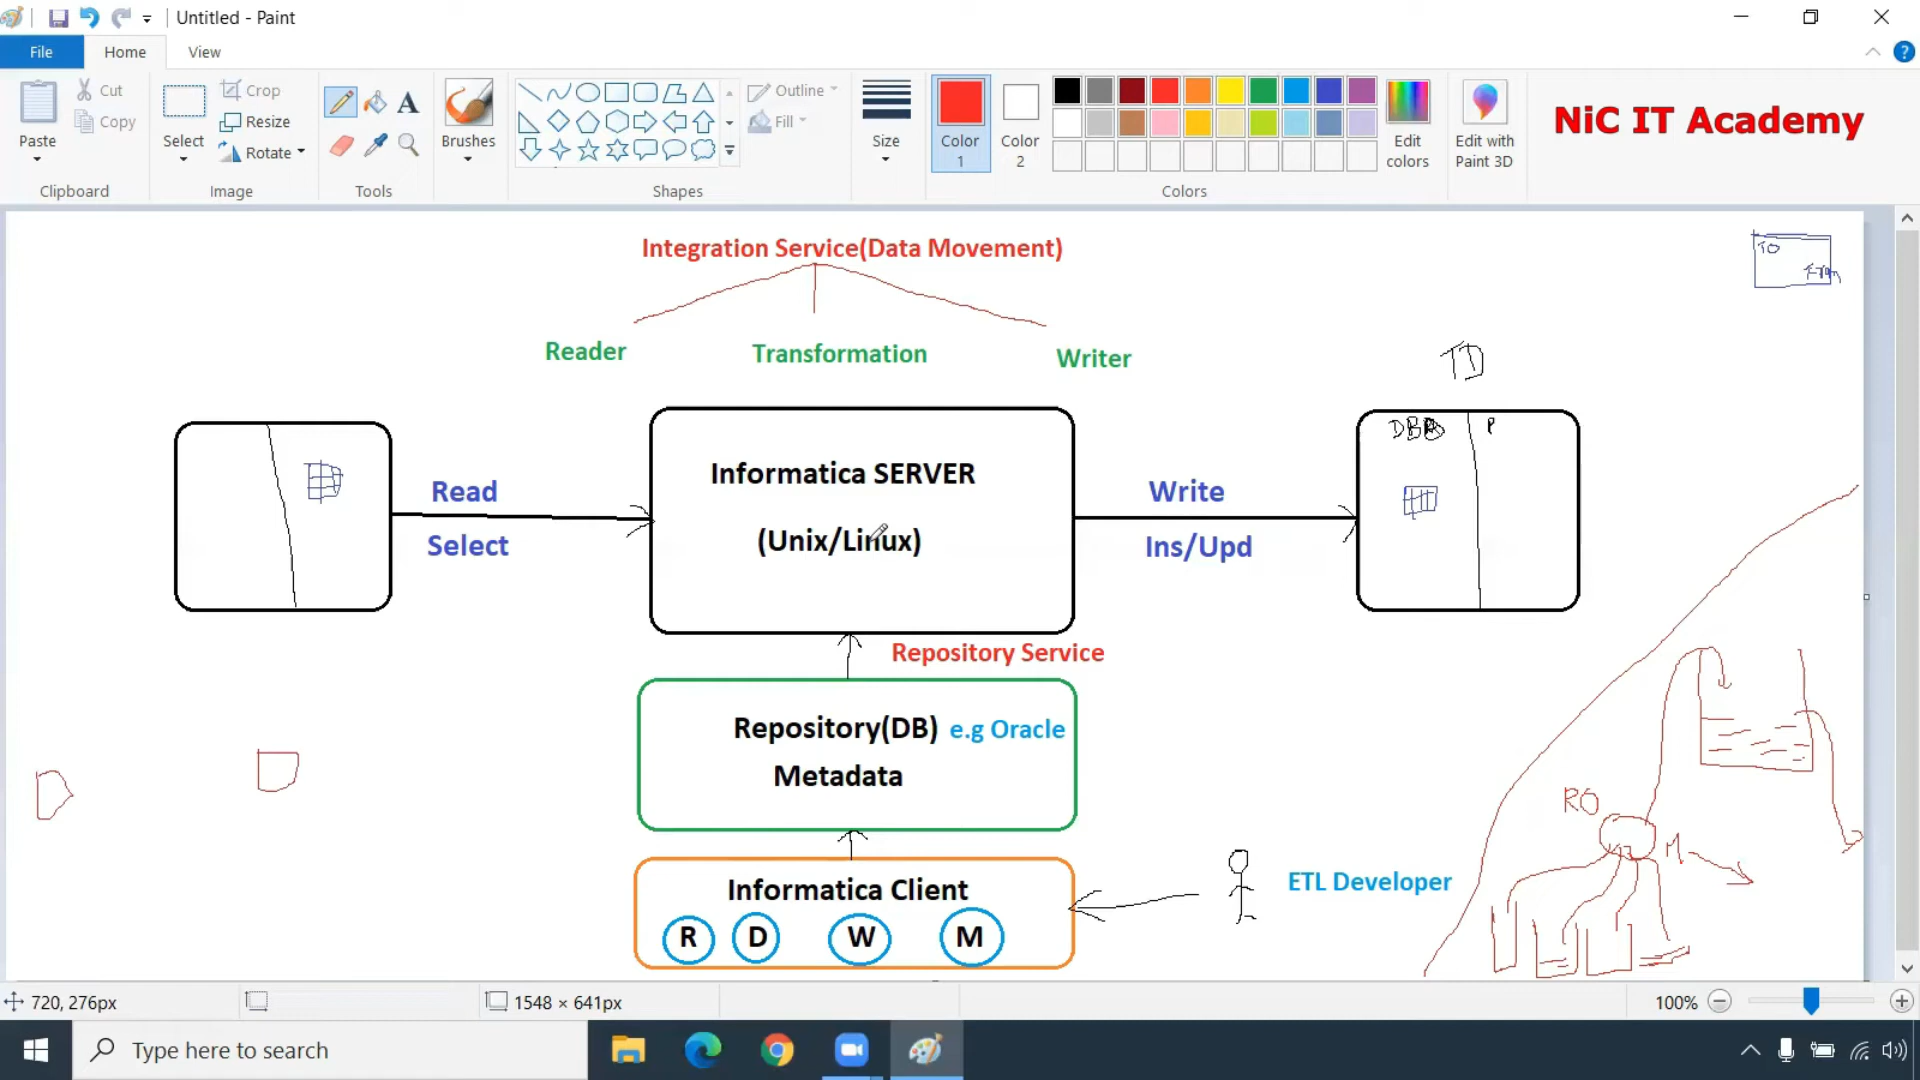 Untitled - Paint
File Home View
Paste
Cut
Copy
Clipboard
Select
Crop
Resize
Rotate
Image
A
Tools
Brushes
Outline
Fill
Shapes
Size
Color 1
Color 2
Edit colors
Colors
Edit with Paint 3D
NiC IT Academy
Integration Service(Data Movement)
TO
From
Reader Transformation Writer
TD
P
Informatica SERVER
(Unix/Linux)
Read
Select
Write
Ins/Upd
Repository Service
Repository(DB) e.g Oracle
Metadata
RO
M
Informatica Client
R D W M
ETL Developer
720, 276px
1548 × 641px
100%
Type here to search